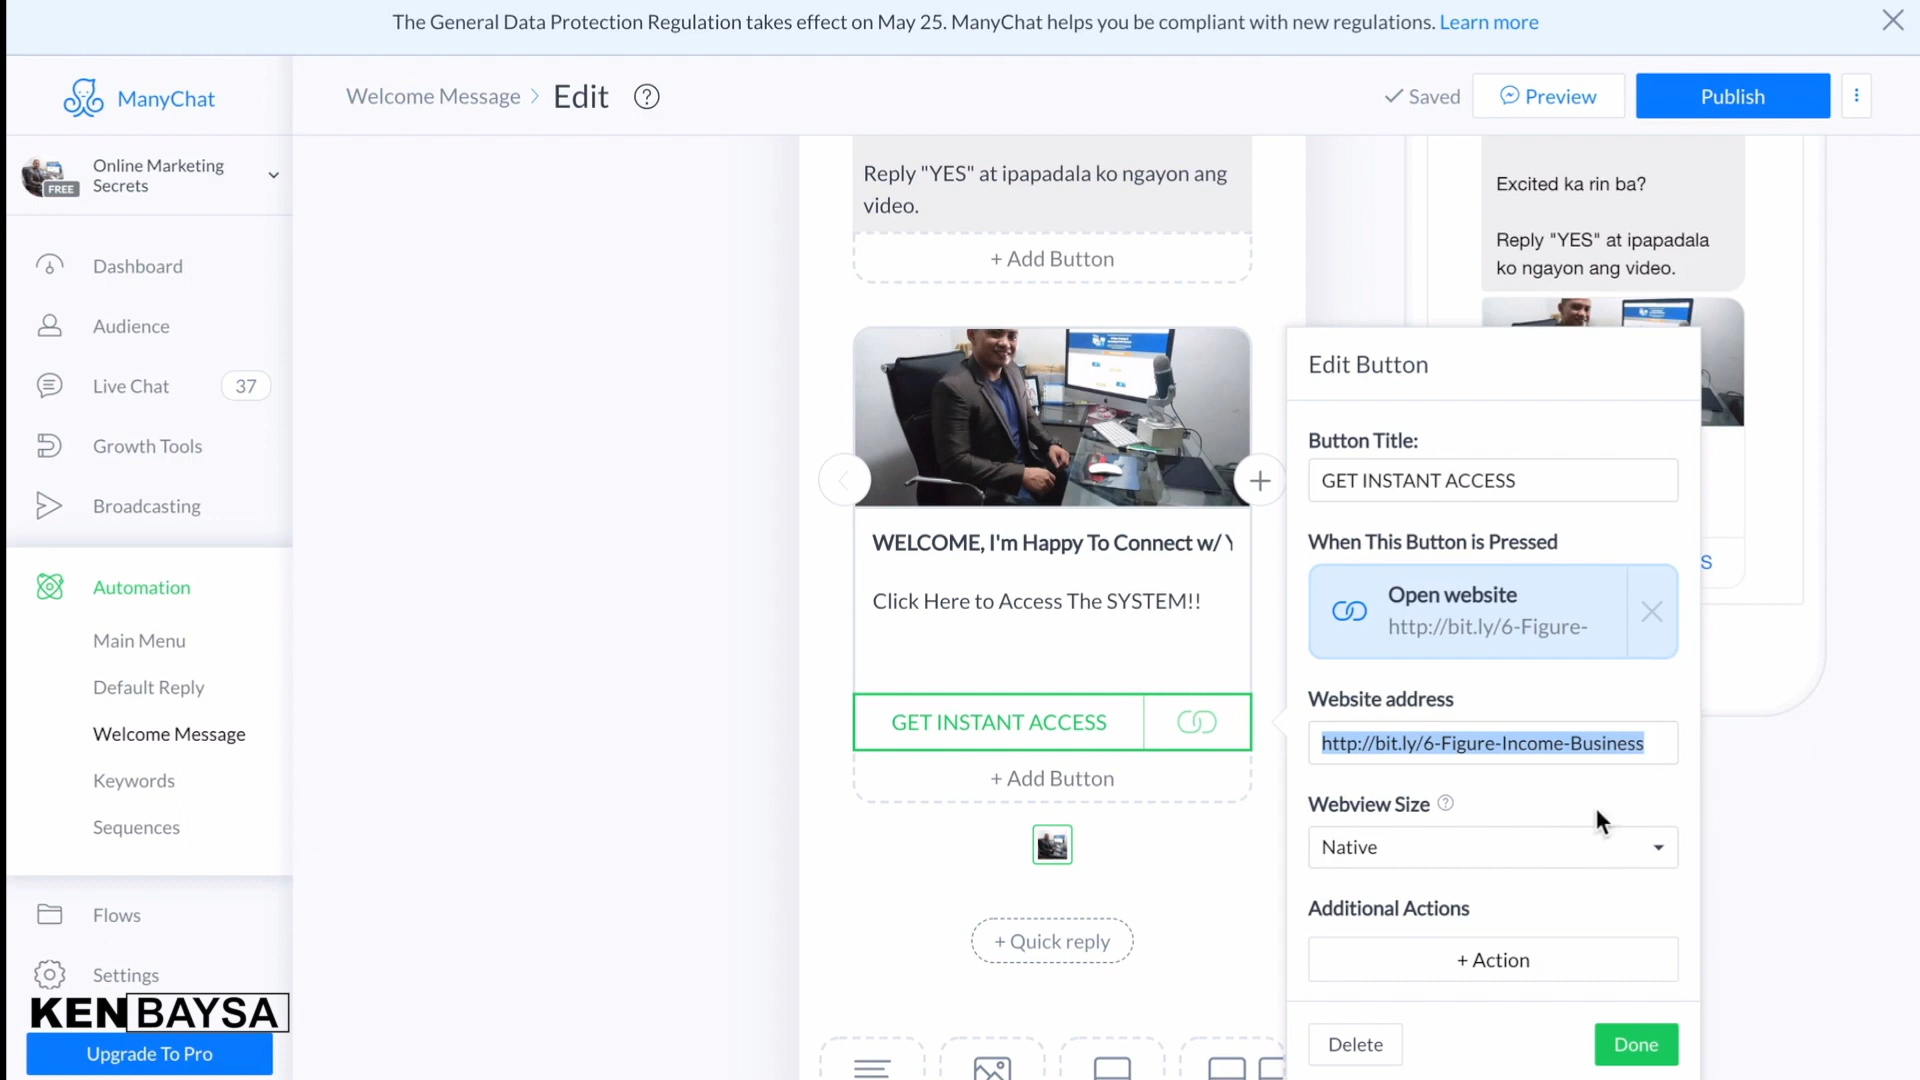 The General Data Protection Regulation takes effect on May 25. ManyChat helps you be compliant with new regulations. Learn more
ManyChat
Welcome Message
Edit
?
Saved
Preview
Publish
Online Marketing
Secrets
FREE
Dashboard
Audience
Live Chat
37
Growth Tools
Broadcasting
Automation
Main Menu
Default Reply
Welcome Message
Keywords
Sequences
Flows
Settings
KENBAYSA
Upgrade To Pro
Reply "YES" at ipapadala ko ngayon ang
video.
+ Add Button
WELCOME, I'm Happy To Connect w/
Click Here to Access The SYSTEM!!
GET INSTANT ACCESS
+ Add Button
+ Quick reply
Excited ka rin ba?
Reply "YES" at ipapadala
ko ngayon ang video.
S
Edit Button
Button Title:
GET INSTANT ACCESS
When This Button is Pressed
Open website
http://bit.ly/6-Figure-
Website address
http://bit.ly/6-Figure-Income-Business
Webview Size ?
Native
Additional Actions
+ Action
Delete
Done